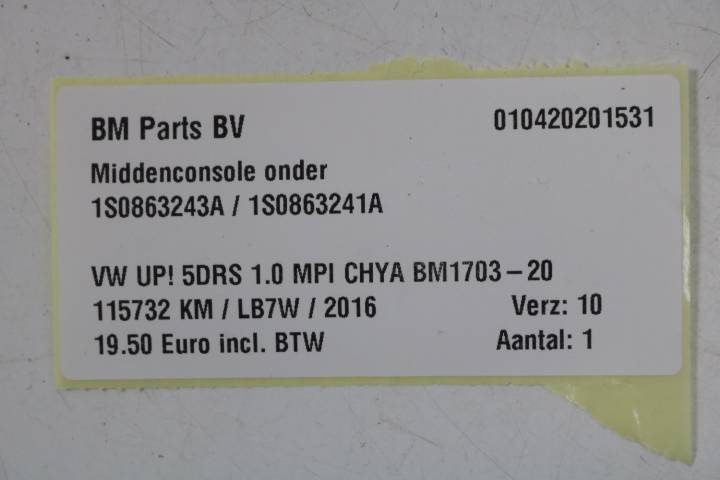 BM Parts BV
010420201531
Middenconsole onder
1S0863243A / 1S0863241A
VW UP! 5DRS 1.0 MPI CHYA BM1703-20
115732 KM / LB7W / 2016
Verz: 10
19.50 Euro incl. BTW
Aantal: 1